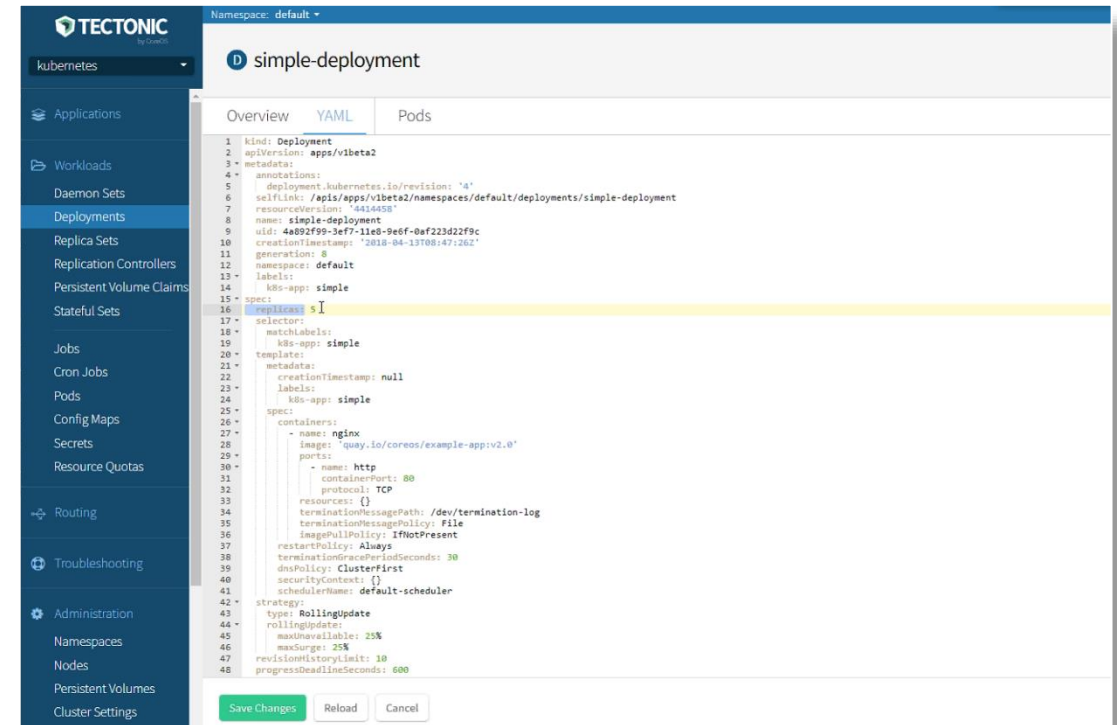 TECTONIC
by CoreOS
kubernetes
Applications
Workloads
Daemon Sets
Deployments
Replica Sets
Replication Controllers
Persistent Volume Claims
Stateful Sets
Jobs
Cron Jobs
Pods
Config Maps
Secrets
Resource Quotas
Routing
Troubleshooting
Administration
Namespaces
Nodes
Persistent Volumes
Cluster Settings
Namespace: default
D simple-deployment
Overview YAML Pods
1 kind: Deployment
2 apiVersion: apps/v1beta2
3 metadata:
4 annotations:
5 deployment.kubernetes.io/revision: '4'
6 selfLink: /apis/apps/v1beta2/namespaces/default/deployments/simple-deployment
7 resourceVersion: '4414458'
8 name: simple-deployment
9 uid: 4a892f99-3ef7-11e8-9e6f-0af223d22f9c
10 creationTimestamp: '2018-04-13T08:47:26Z'
11 generation: 8
12 namespace: default
13 labels:
14 k8s-app: simple
15 spec:
16 replicas: 5
17 selector:
18 matchLabels:
19 k8s-app: simple
20 template:
21 metadata:
22 creationTimestamp: null
23 labels:
24 k8s-app: simple
25 spec:
26 containers:
27 - name: nginx
28 image: 'quay.io/coreos/example-app:v2.0'
29 ports:
30 - name: http
31 containerPort: 80
32 protocol: TCP
33 resources: {}
34 terminationMessagePath: /dev/termination-log
35 terminationMessagePolicy: File
36 imagePullPolicy: IfNotPresent
37 restartPolicy: Always
38 terminationGracePeriodSeconds: 30
39 dnsPolicy: ClusterFirst
40 securityContext: {}
41 schedulerName: default-scheduler
42 strategy:
43 type: RollingUpdate
44 rollingUpdate:
45 maxUnavailable: 25%
46 maxSurge: 25%
47 revisionHistoryLimit: 10
48 progressDeadlineSeconds: 600
Save Changes Reload Cancel